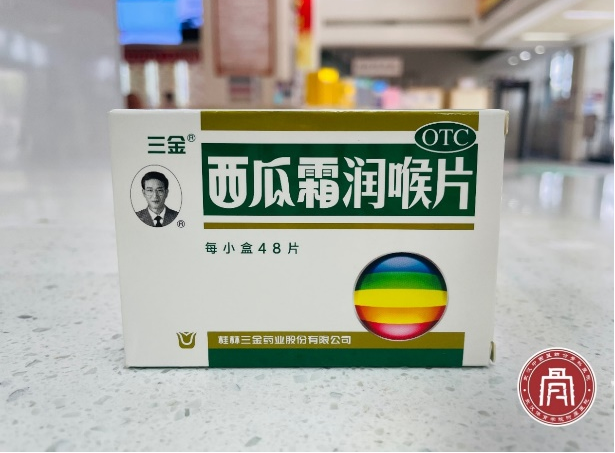 三金®
OTC
西瓜霜润喉片
®
每小盒48片
桂林三金药业股份有限公司